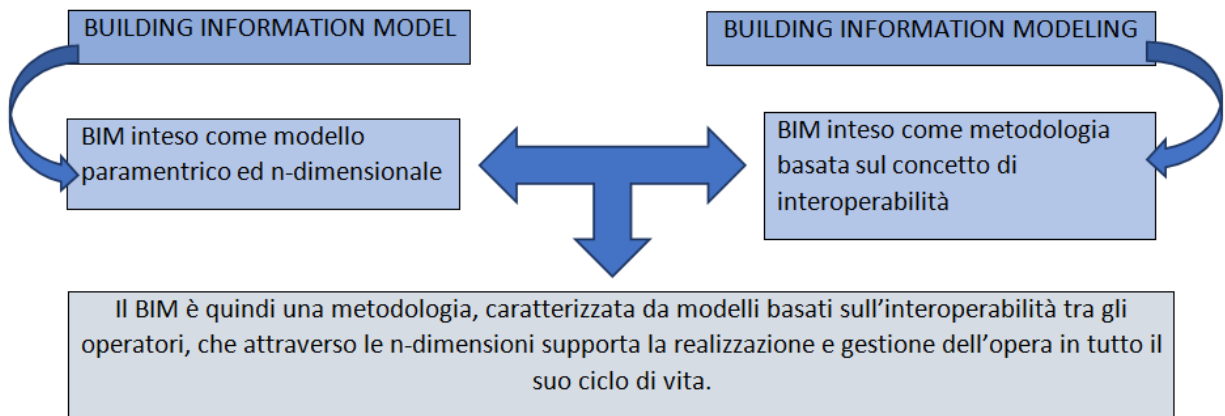 BUILDING INFORMATION MODEL
BUILDING INFORMATION MODELING
BIM inteso come modello
paramentrico ed n-dimensionale
BIM inteso come metodologia
basata sul concetto di
interoperabilità
Il BIM è quindi una metodologia, caratterizzata da modelli basati sull'interoperabilità tra gli
operatori, che attraverso le n-dimensioni supporta la realizzazione e gestione dell'opera in tutto il
suo ciclo di vita.